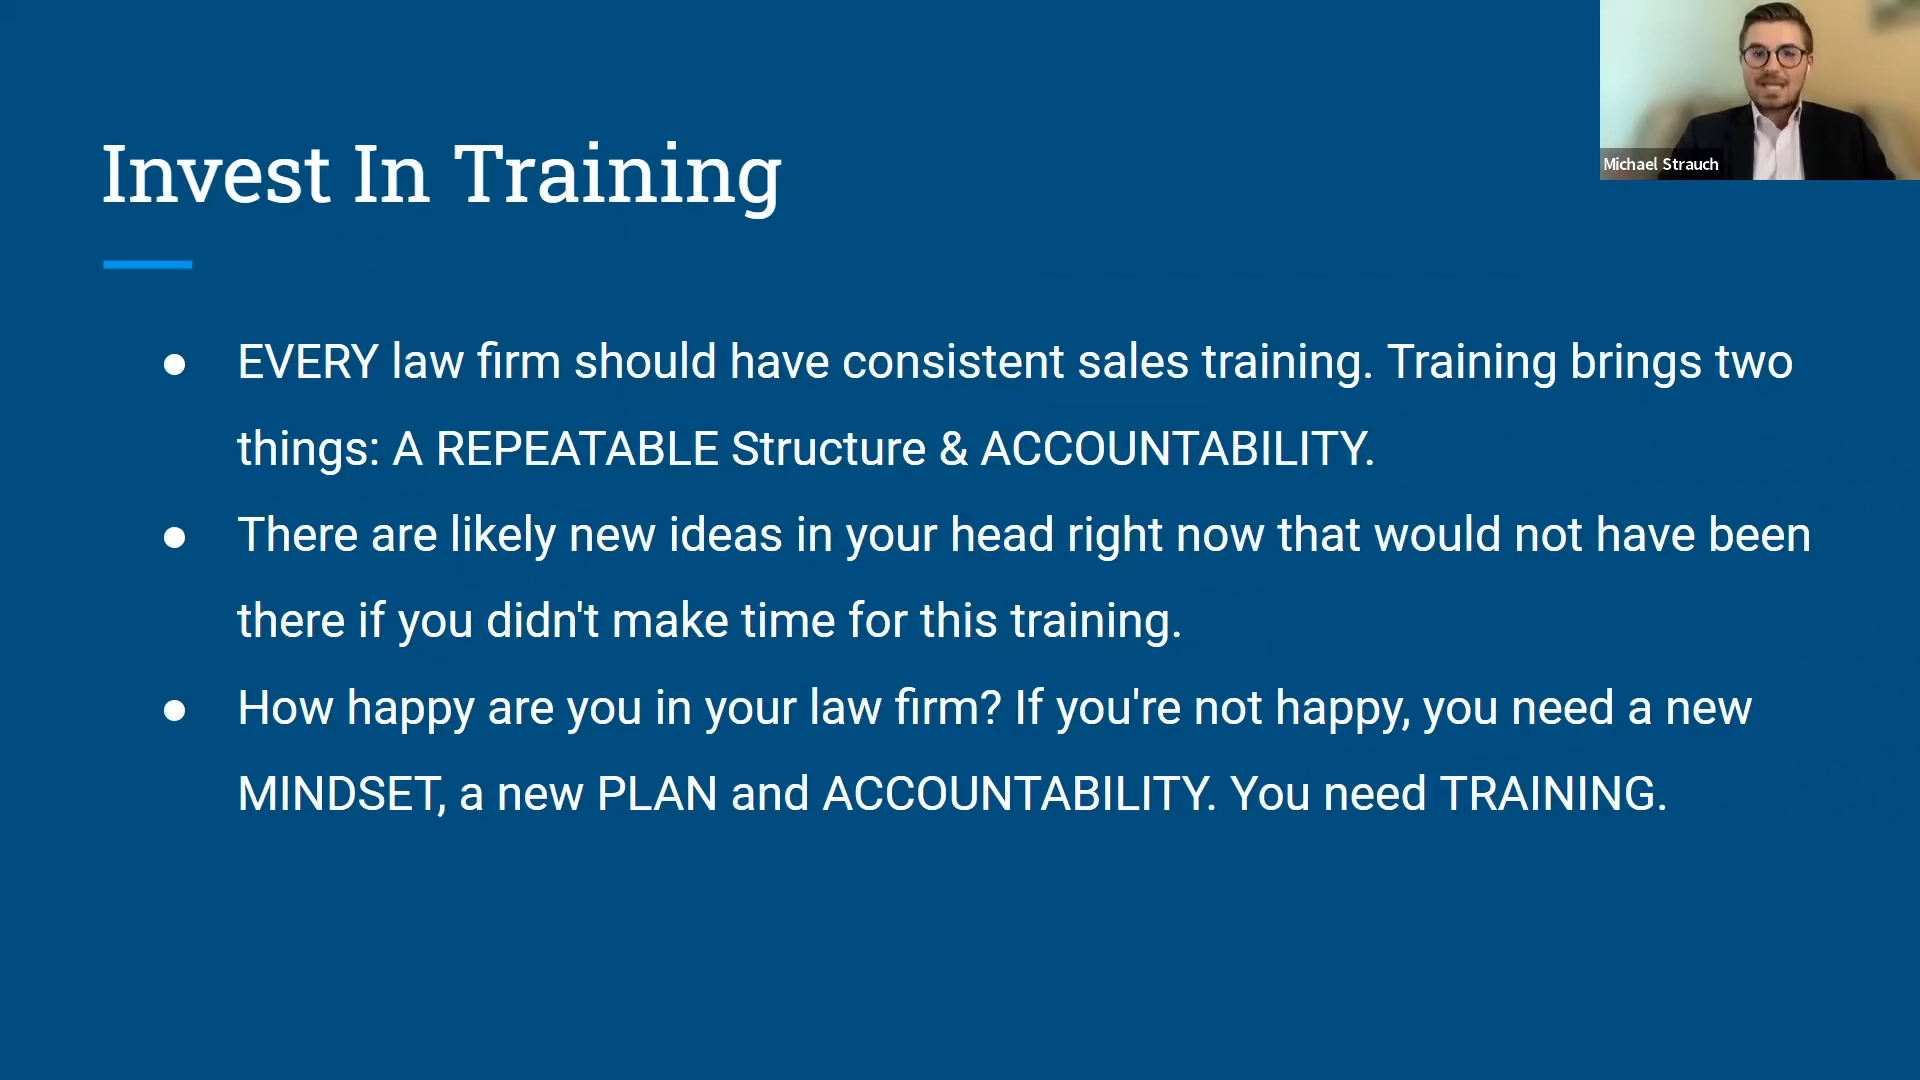 Michael Strauch
Invest In Training
● EVERY law firm should have consistent sales training. Training brings two
things: A REPEATABLE Structure & ACCOUNTABILITY.
● There are likely new ideas in your head right now that would not have been
there if you didn't make time for this training.
● How happy are you in your law firm? If you're not happy, you need a new
MINDSET, a new PLAN and ACCOUNTABILITY. You need TRAINING.